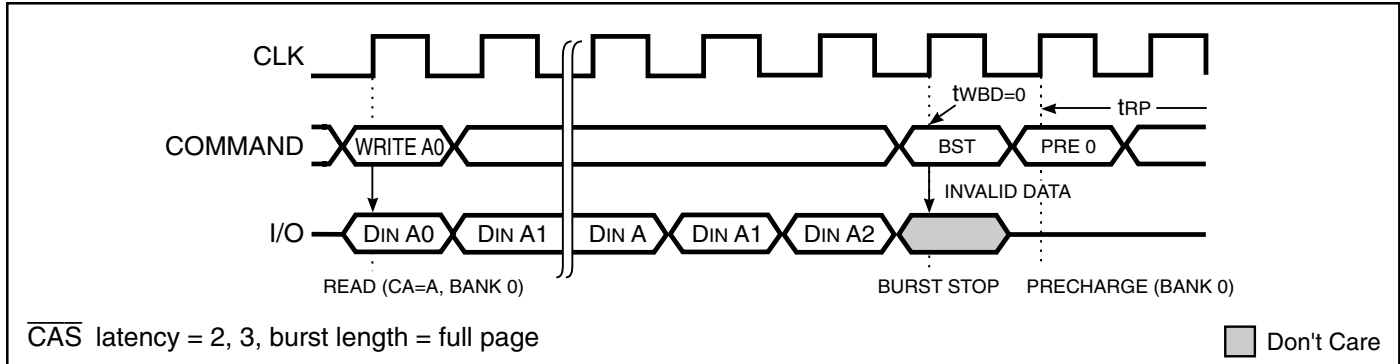 CLK
tWBD=0
tRP
COMMAND WRITE A0 BST PRE 0
INVALID DATA
I/O DIN A0 DIN A1 DIN A DIN A1 DIN A2
READ (CA=A, BANK 0) BURST STOP PRECHARGE (BANK 0)
CAS latency = 2, 3, burst length = full page
Don't Care